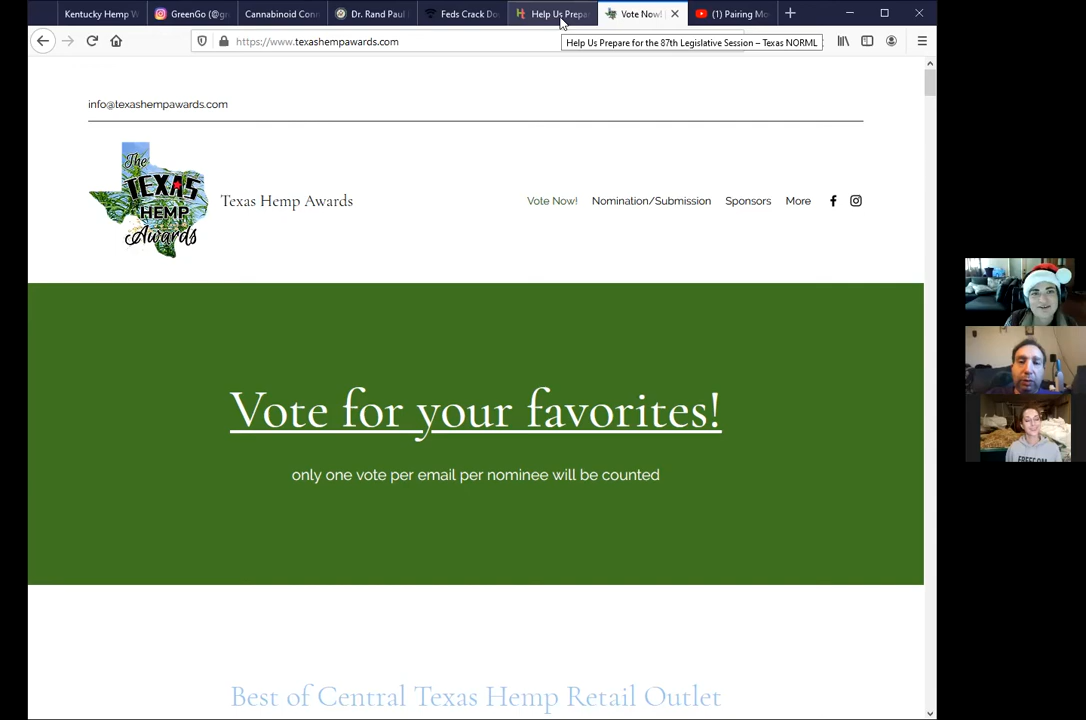 Kentucky Hemp W
GreenGo (@gr
Cannabinoid Conn
Dr. Rand Paul
Feds Crack Do
Help Us Prepa
Vote Now!
(1) Pairing Mo
https://www.texashempawards.com
Help Us Prepare for the 87th Legislative Session – Texas NORML
info@texashempawards.com
The
TEXAS
HEMP
Awards
Texas Hemp Awards
Vote Now!
Nomination/Submission
Sponsors
More
Vote for your favorites!
only one vote per email per nominee will be counted
Best of Central Texas Hemp Retail Outlet
FREEDOM